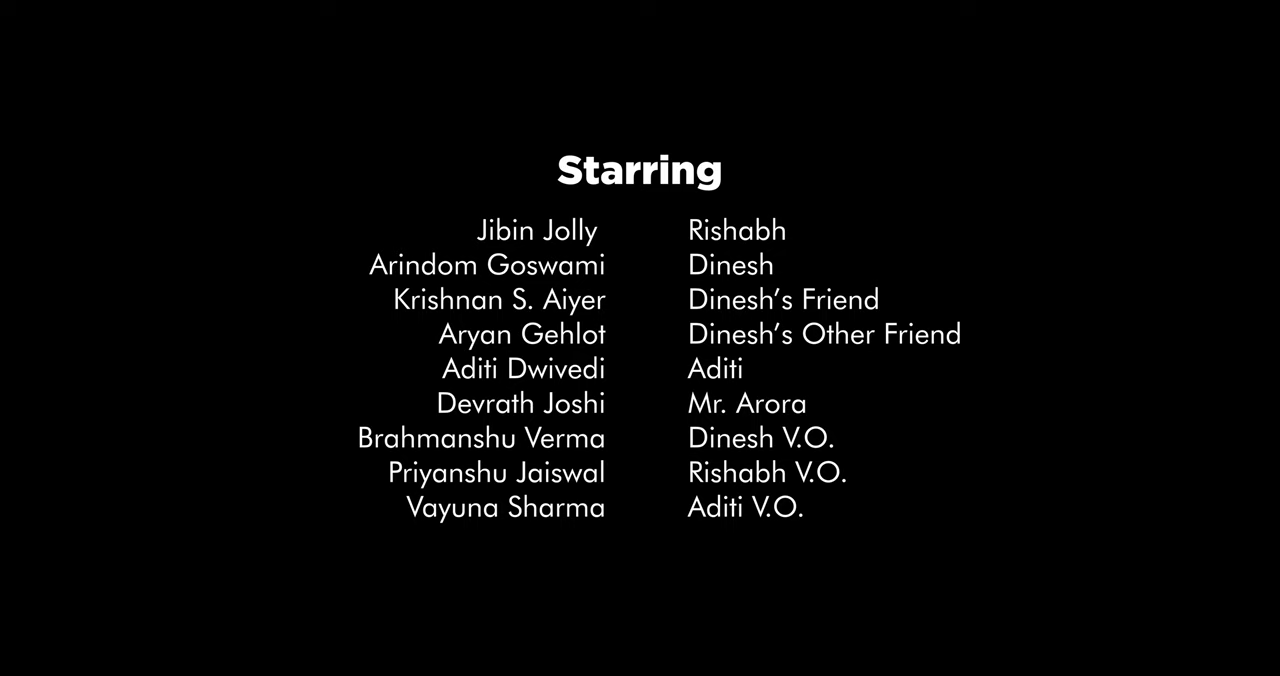 Starring
Jibin Jolly Rishabh
Arindom Goswami Dinesh
Krishnan S. Aiyer Dinesh’s Friend
Aryan Gehlot Dinesh’s Other Friend
Aditi Dwivedi Aditi
Devrath Joshi Mr. Arora
Brahmanshu Verma Dinesh V.O.
Priyanshu Jaiswal Rishabh V.O.
Vayuna Sharma Aditi V.O.